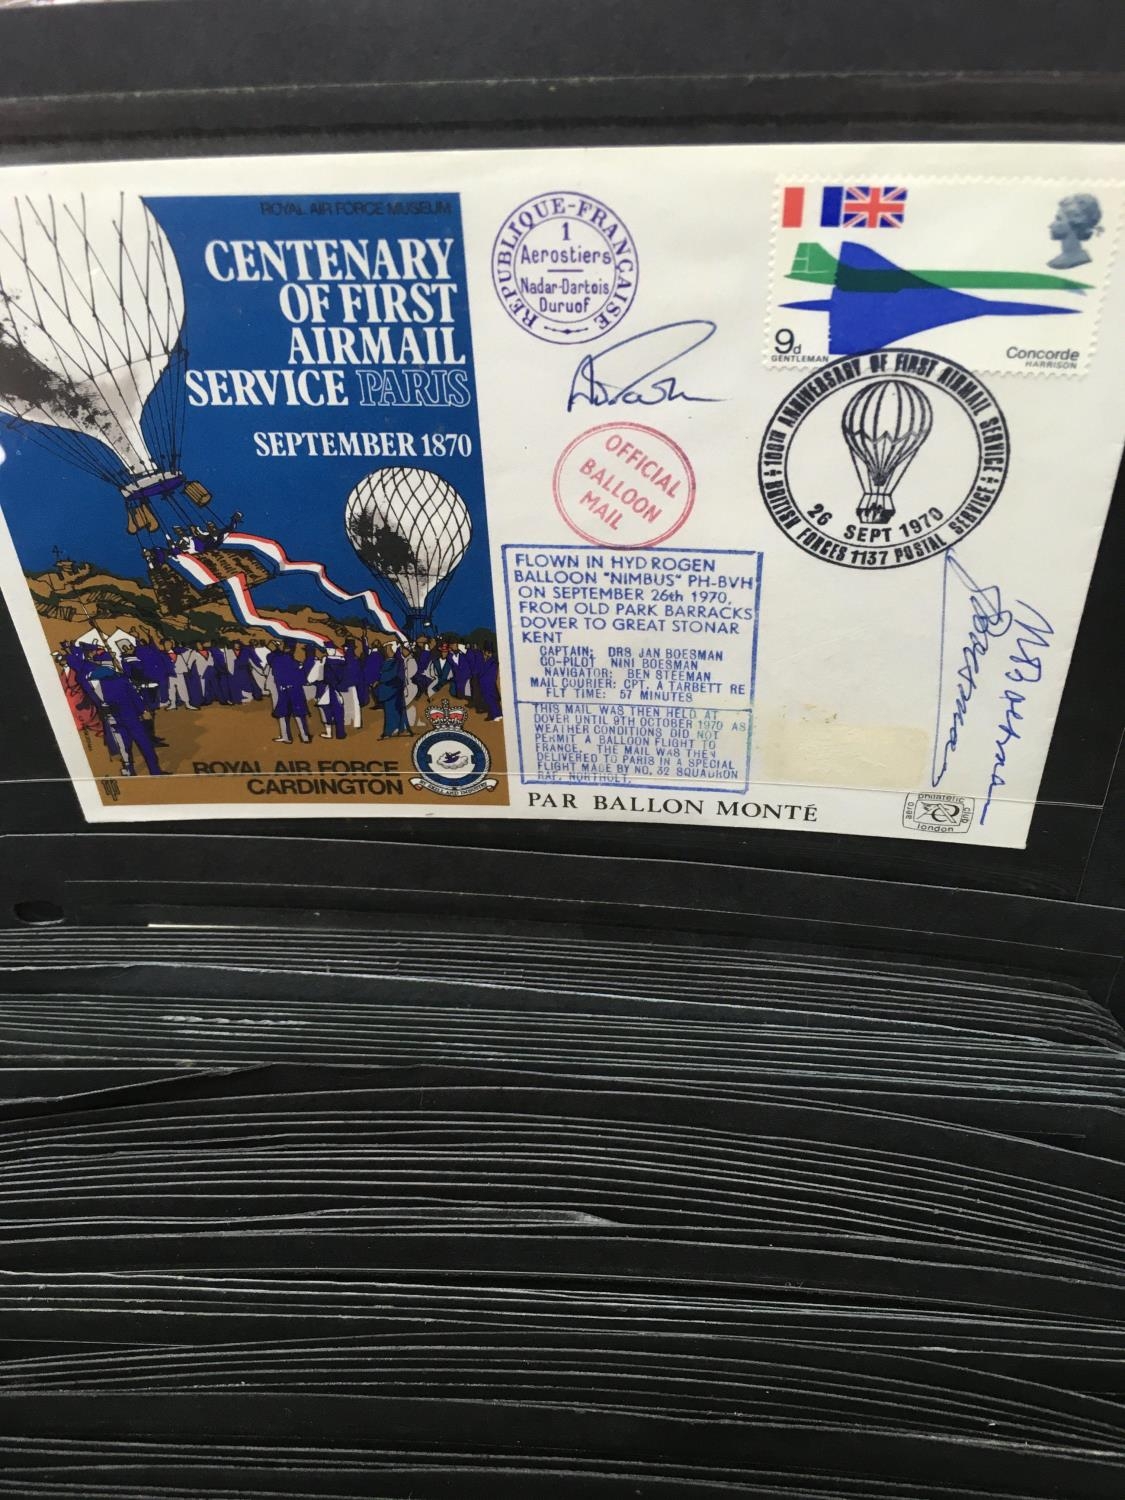 ROYAL AIR FORCE MUSEUM
CENTENARY
OF FIRST
AIRMAIL
SERVICE PARIS
SEPTEMBER 1870
ROYAL AIR FORCE
CARDINGTON
REPUBLIQUE-FRANÇAISE
1
Aerostiers
Nadar-Dartois
Duruof
OFFICIAL
BALLOON
MAIL
FLOWN IN HYDROGEN
BALLOON "NIMBUS" PH-BVH
ON SEPTEMBER 26th 1970,
FROM OLD PARK BARRACKS
DOVER TO GREAT STONAR
KENT
CAPTAIN: DRS JAN BOESMAN
CO-PILOT NINI BOESMAN
NAVIGATOR: BEN STEEMAN
MAIL COURIER: CPT. A TARBETT RE
FLT TIME: 57 MINUTES
THIS MAIL WAS THEN HELD AT
DOVER UNTIL 9TH OCTOBER 1970 AS
WEATHER CONDITIONS DID NOT
PERMIT A BALLOON FLIGHT TO
FRANCE. THE MAIL WAS THEN
DELIVERED TO PARIS IN A SPECIAL
FLIGHT MADE BY NO. 32 SQUADRON
RAF, NORTHOLT.
PAR BALLON MONTÉ
9d
GENTLEMAN
Concorde
HARRISON
100TH ANNIVERSARY OF FIRST AIRMAIL SERVICE
26 SEPT 1970
BRITISH FORCES 1137 POSTAL SERVICE
Boesman
N Boesman
philatelic
aero
club
london